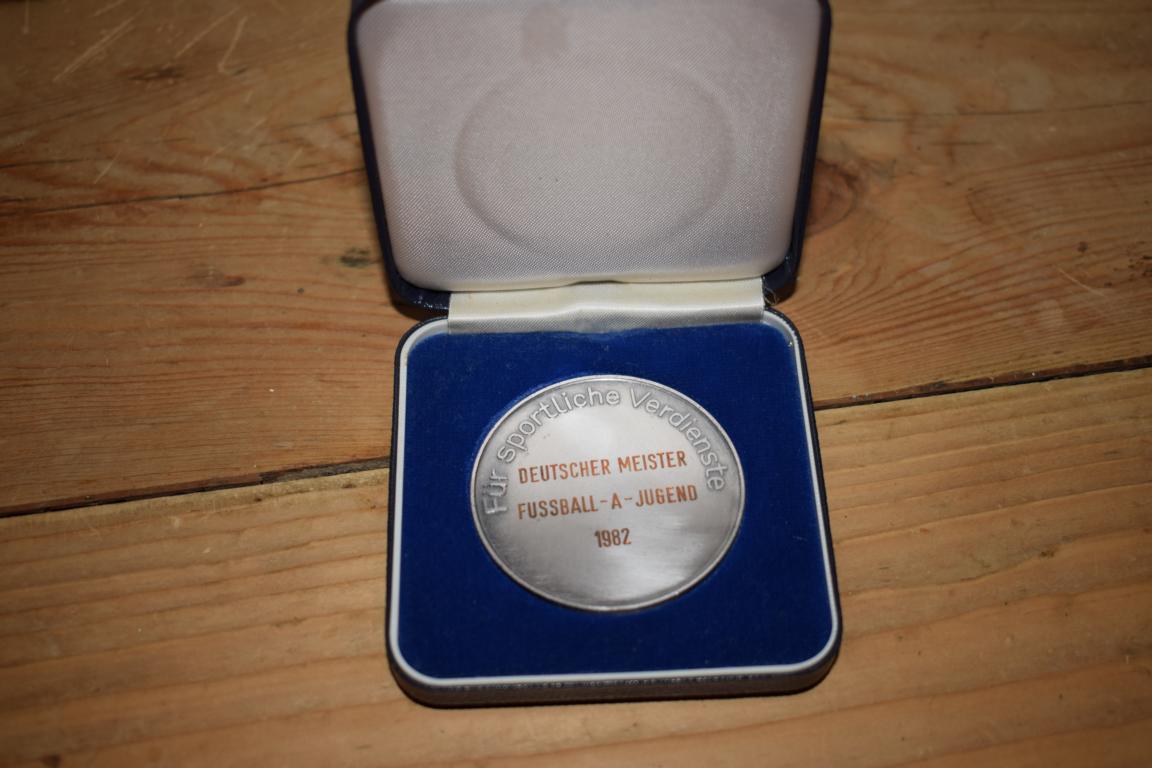 Für sportliche Verdienste
DEUTSCHER MEISTER
FUSSBALL-A-JUGEND
1982